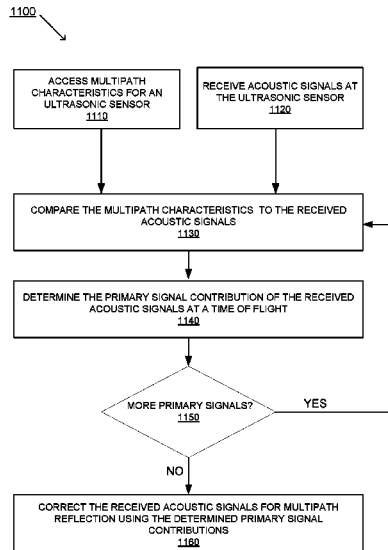 1100
ACCESS MULTIPATH
CHARACTERISTICS FOR AN
ULTRASONIC SENSOR
1110
RECEIVE ACOUSTIC SIGNALS AT
THE ULTRASONIC SENSOR
1120
COMPARE THE MULTIPATH CHARACTERISTICS TO THE RECEIVED
ACOUSTIC SIGNALS
1130
DETERMINE THE PRIMARY SIGNAL CONTRIBUTION OF THE RECEIVED
ACOUSTIC SIGNALS AT A TIME OF FLIGHT
1140
MORE PRIMARY SIGNALS?
1150
YES
NO
CORRECT THE RECEIVED ACOUSTIC SIGNALS FOR MULTIPATH
REFLECTION USING THE DETERMINED PRIMARY SIGNAL
CONTRIBUTIONS
1160